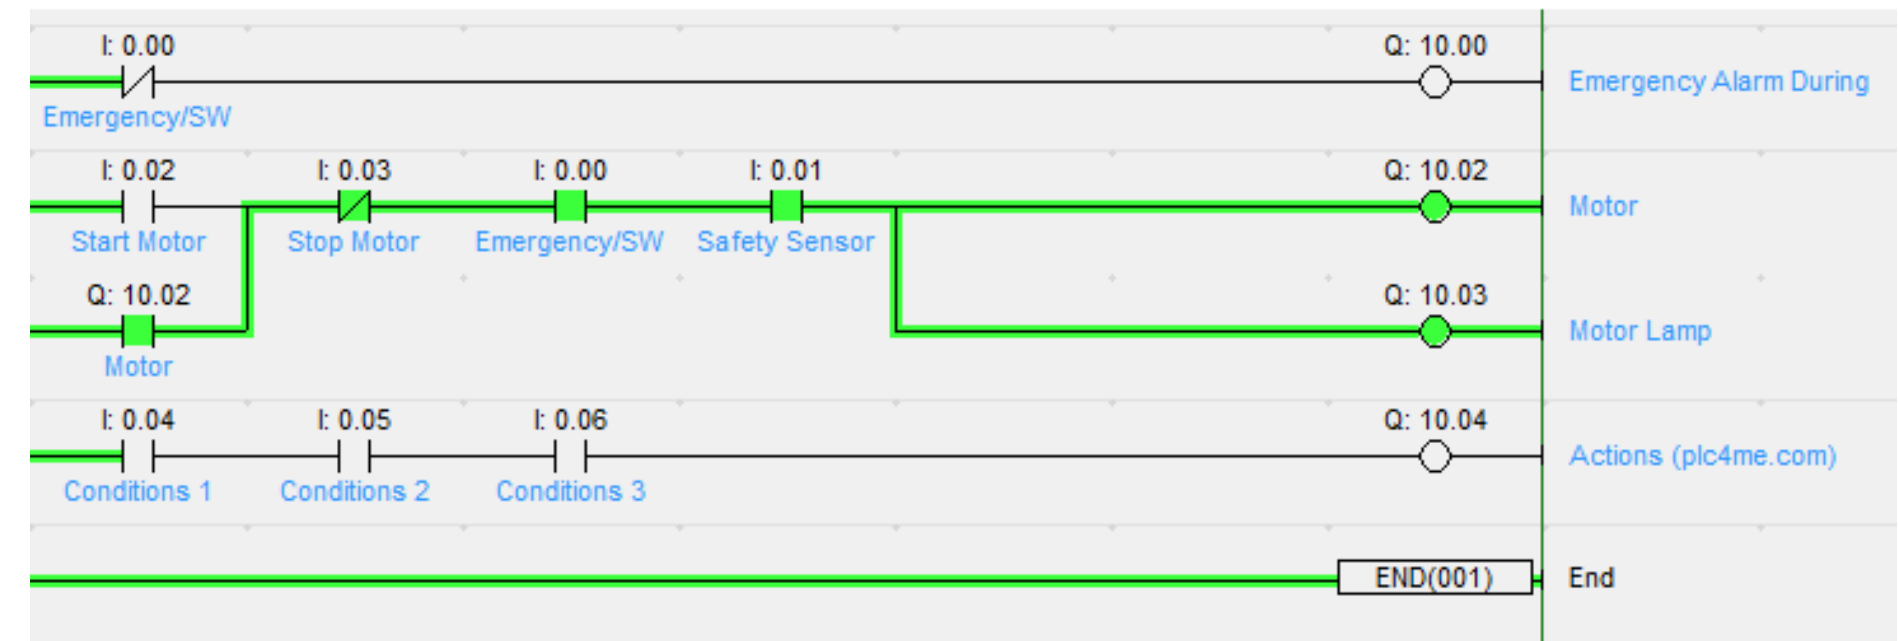 I: 0.00 Q: 10.00
Emergency Alarm During
Emergency/SW
I: 0.02 I: 0.03 I: 0.00 I: 0.01 Q: 10.02
Motor
Start Motor Stop Motor Emergency/SW Safety Sensor
Q: 10.02 Q: 10.03
Motor Lamp
Motor
I: 0.04 I: 0.05 I: 0.06 Q: 10.04
Actions (plc4me.com)
Conditions 1 Conditions 2 Conditions 3
END(001) End